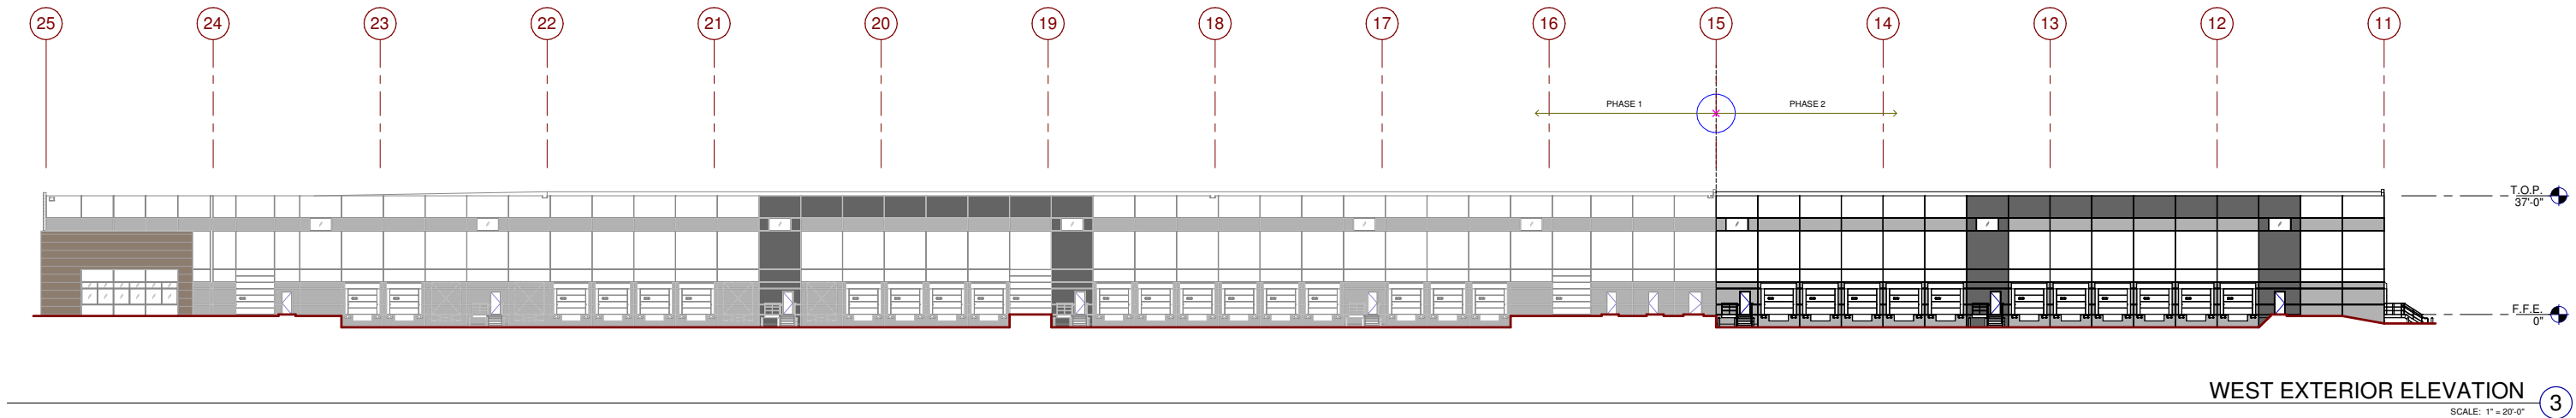 25 24 23 22 21 20 19 18 17 16 15 14 13 12 11
PHASE 1 PHASE 2
T.O.P.
37'-0"
F.F.E.
0"
WEST EXTERIOR ELEVATION
SCALE: 1" = 20'-0"
3